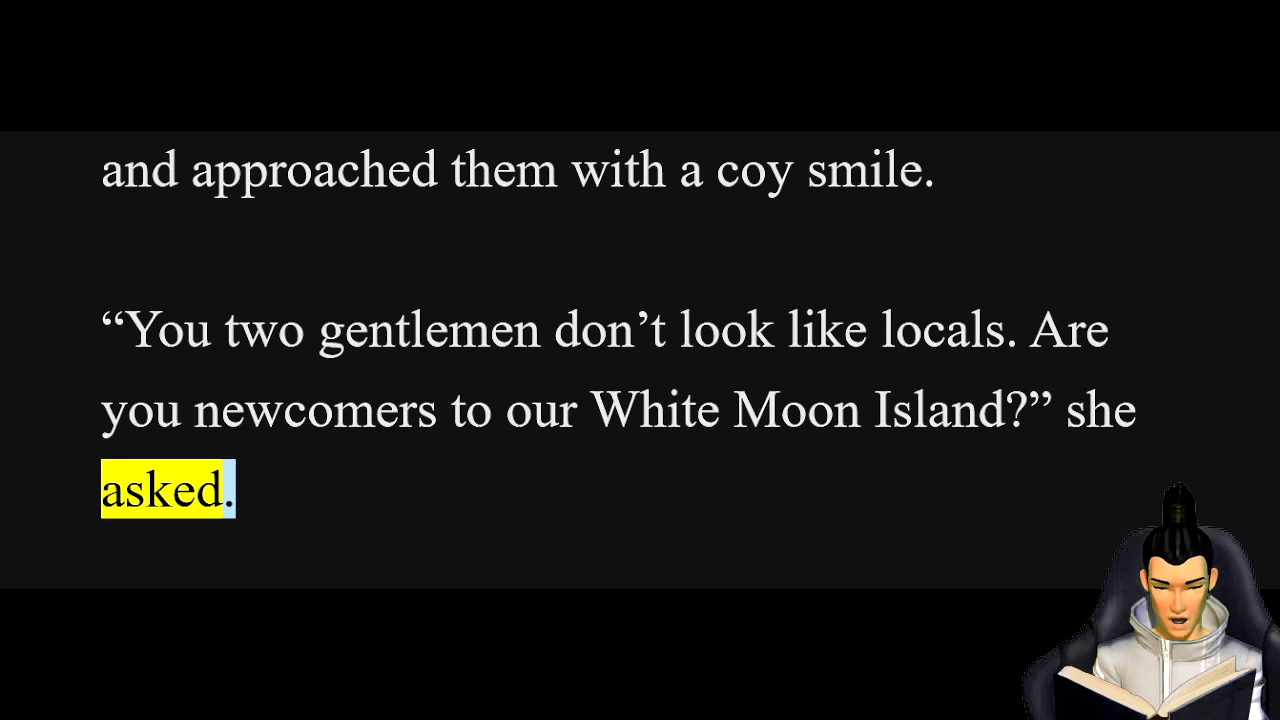 and approached them with a coy smile.
“You two gentlemen don’t look like locals. Are
you newcomers to our White Moon Island?” she
asked.